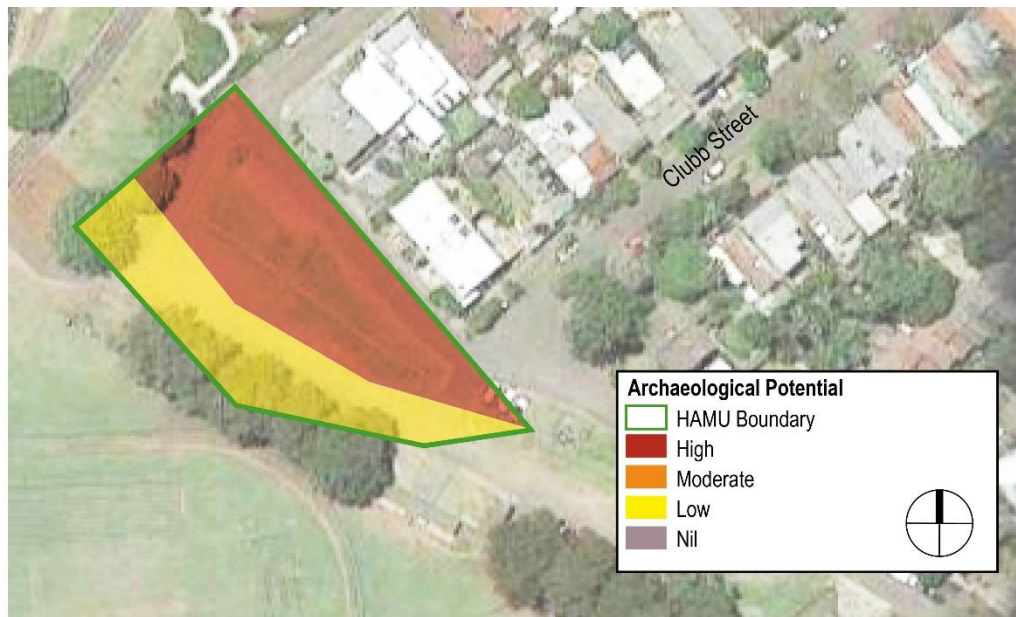 Clubb Street
Archaeological Potential
HAMU Boundary
High
Moderate
Low
Nil